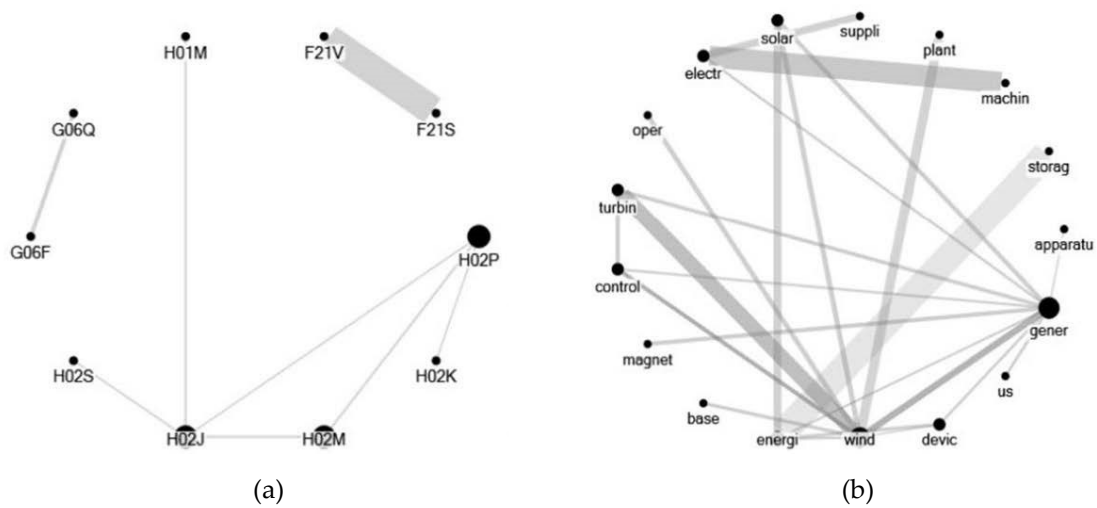 H01M
F21V
G06Q
F21S
G06F
H02P
H02S
H02K
H02J
H02M
(a)
solar
suppli
plant
electr
machin
oper
storag
turbin
apparatu
control
gener
magnet
us
base
energi
wind
devic
(b)